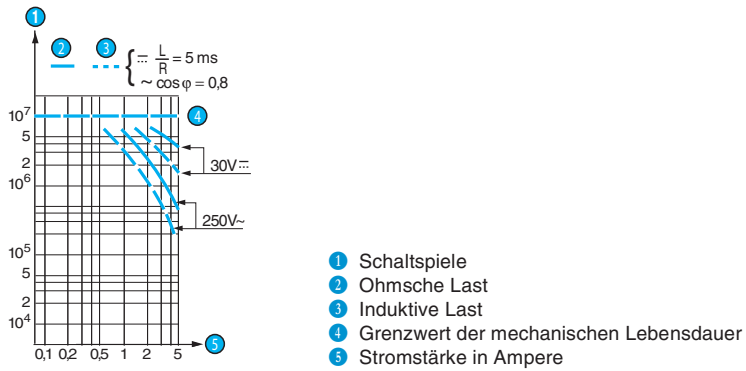 1
2 3 ⎓ L/R = 5 ms
~ cos φ = 0,8
10⁷
4
5
2
10⁶
30V⎓
250V~
10⁵
5
2
10⁴
0,1 0,2 0,5 1 2 5
5
1 Schaltspiele
2 Ohmsche Last
3 Induktive Last
4 Grenzwert der mechanischen Lebensdauer
5 Stromstärke in Ampere